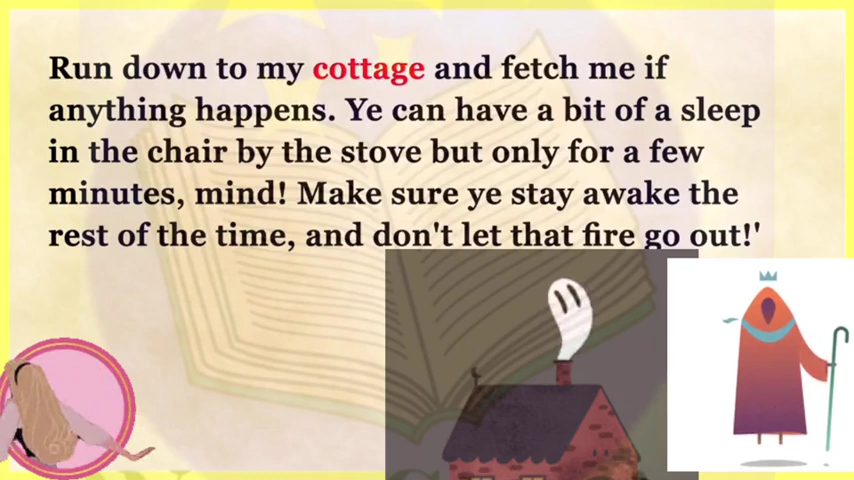 Run down to my cottage and fetch me if
anything happens. Ye can have a bit of a sleep
in the chair by the stove but only for a few
minutes, mind! Make sure ye stay awake the
rest of the time, and don't let that fire go out!'